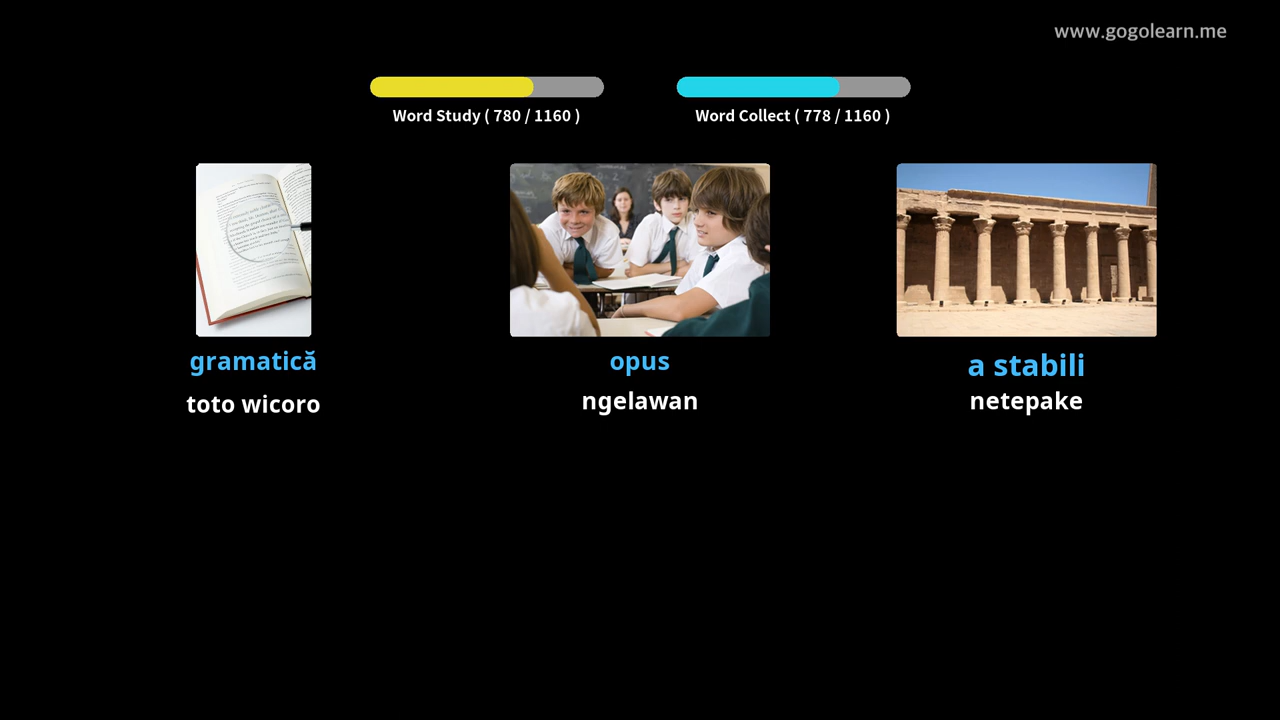 www.gogolearn.me
Word Study ( 780 / 1160 )
Word Collect ( 778 / 1160 )
gramatică
toto wicoro
opus
ngelawan
a stabili
netepake